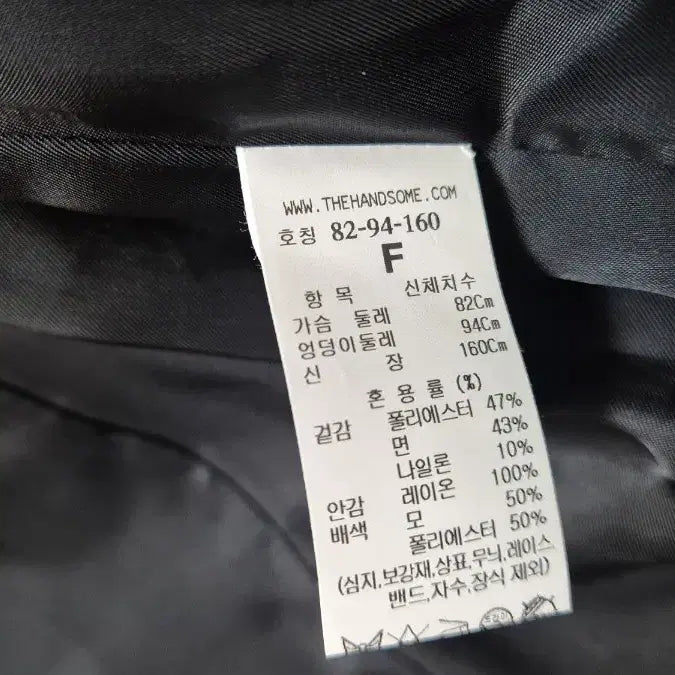 WWW.THEHANDSOME.COM
호칭 82-94-160
F
항 목 신체치수
가슴 둘레 82Cm
엉덩이둘레 94Cm
신 장 160Cm
혼 용 률 (%)
겉감 폴리에스터 47%
면 43%
나일론 10%
안감 레이온 100%
배색 모 50%
폴리에스터 50%
(심지,보강재,상표,무늬,레이스
밴드,자수,장식 제외)